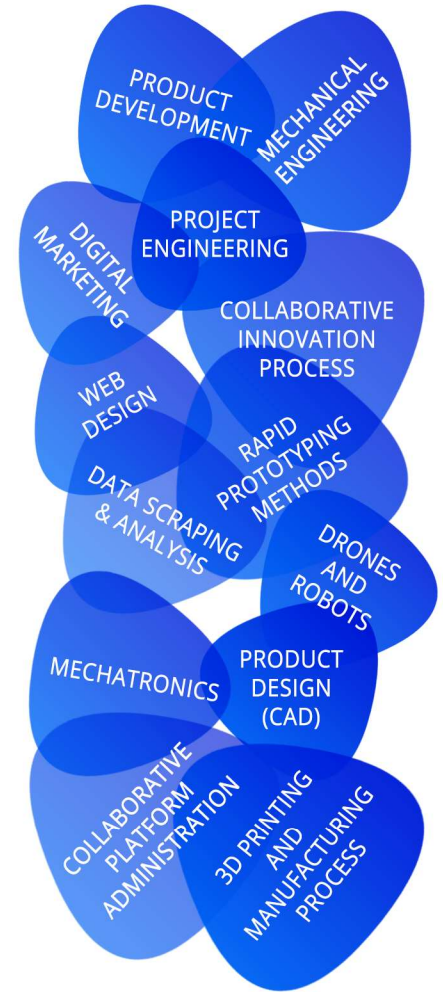 PRODUCT
DEVELOPMENT
MECHANICAL
ENGINEERING
PROJECT
ENGINEERING
DIGITAL
MARKETING
COLLABORATIVE
INNOVATION
PROCESS
WEB
DESIGN
RAPID
PROTOTYPING
METHODS
DATA SCRAPING
& ANALYSIS
DRONES
AND
ROBOTS
MECHATRONICS
PRODUCT
DESIGN
(CAD)
COLLABORATIVE
PLATFORM
ADMINISTRATION
3D PRINTING
AND
MANUFACTURING
PROCESS